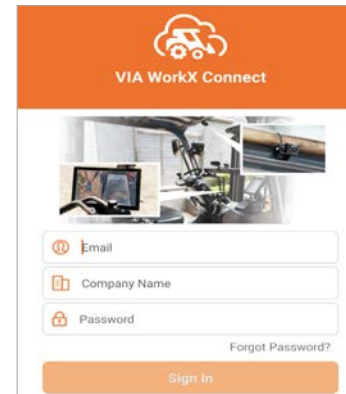 VIA WorkX Connect
Email
Company Name
Password
Forgot Password?
Sign In